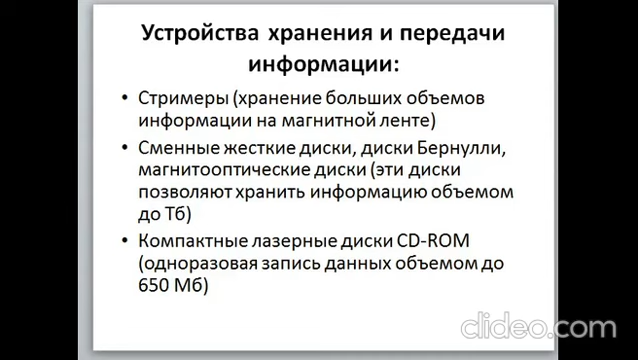 Устройства хранения и передачи
информации:
• Стримеры (хранение больших объемов
информации на магнитной ленте)
• Сменные жесткие диски, диски Бернулли,
магнитооптические диски (эти диски
позволяют хранить информацию объемом
до Тб)
• Компактные лазерные диски CD-ROM
(одноразовая запись данных объемом до
650 Мб)
clideo.com